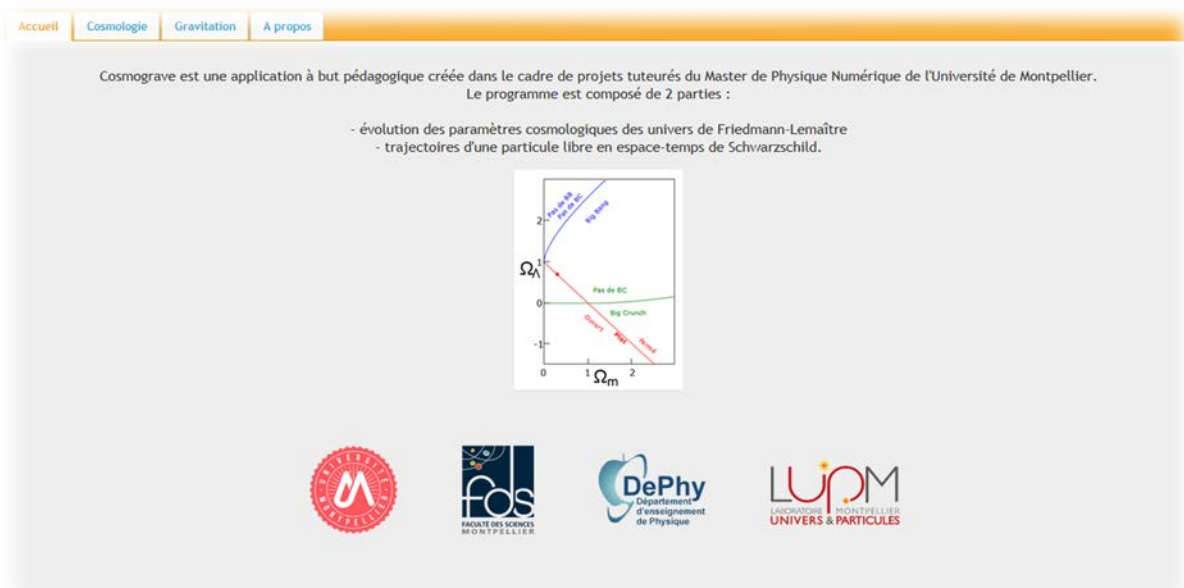 Accueil
Cosmologie
Gravitation
A propos
Cosmograve est une application à but pédagogique créée dans le cadre de projets tuteurés du Master de Physique Numérique de l'Université de Montpellier.
Le programme est composé de 2 parties :
- évolution des paramètres cosmologiques des univers de Friedmann-Lemaître
- trajectoires d'une particule libre en espace-temps de Schwarzschild.
Pas de BB
Pas de BC
Big Bang
2
1
ΩΛ
Pas de BC
0
Big Crunch
Ouvert
Plat
Fermé
-1
0
1
Ωm
2
UNIVERSITÉ
MONTPELLIER
fds
FACULTÉ DES SCIENCES
MONTPELLIER
DePhy
Département
d'enseignement
de Physique
LUPM
LABORATOIRE MONTPELLIER
UNIVERS & PARTICULES